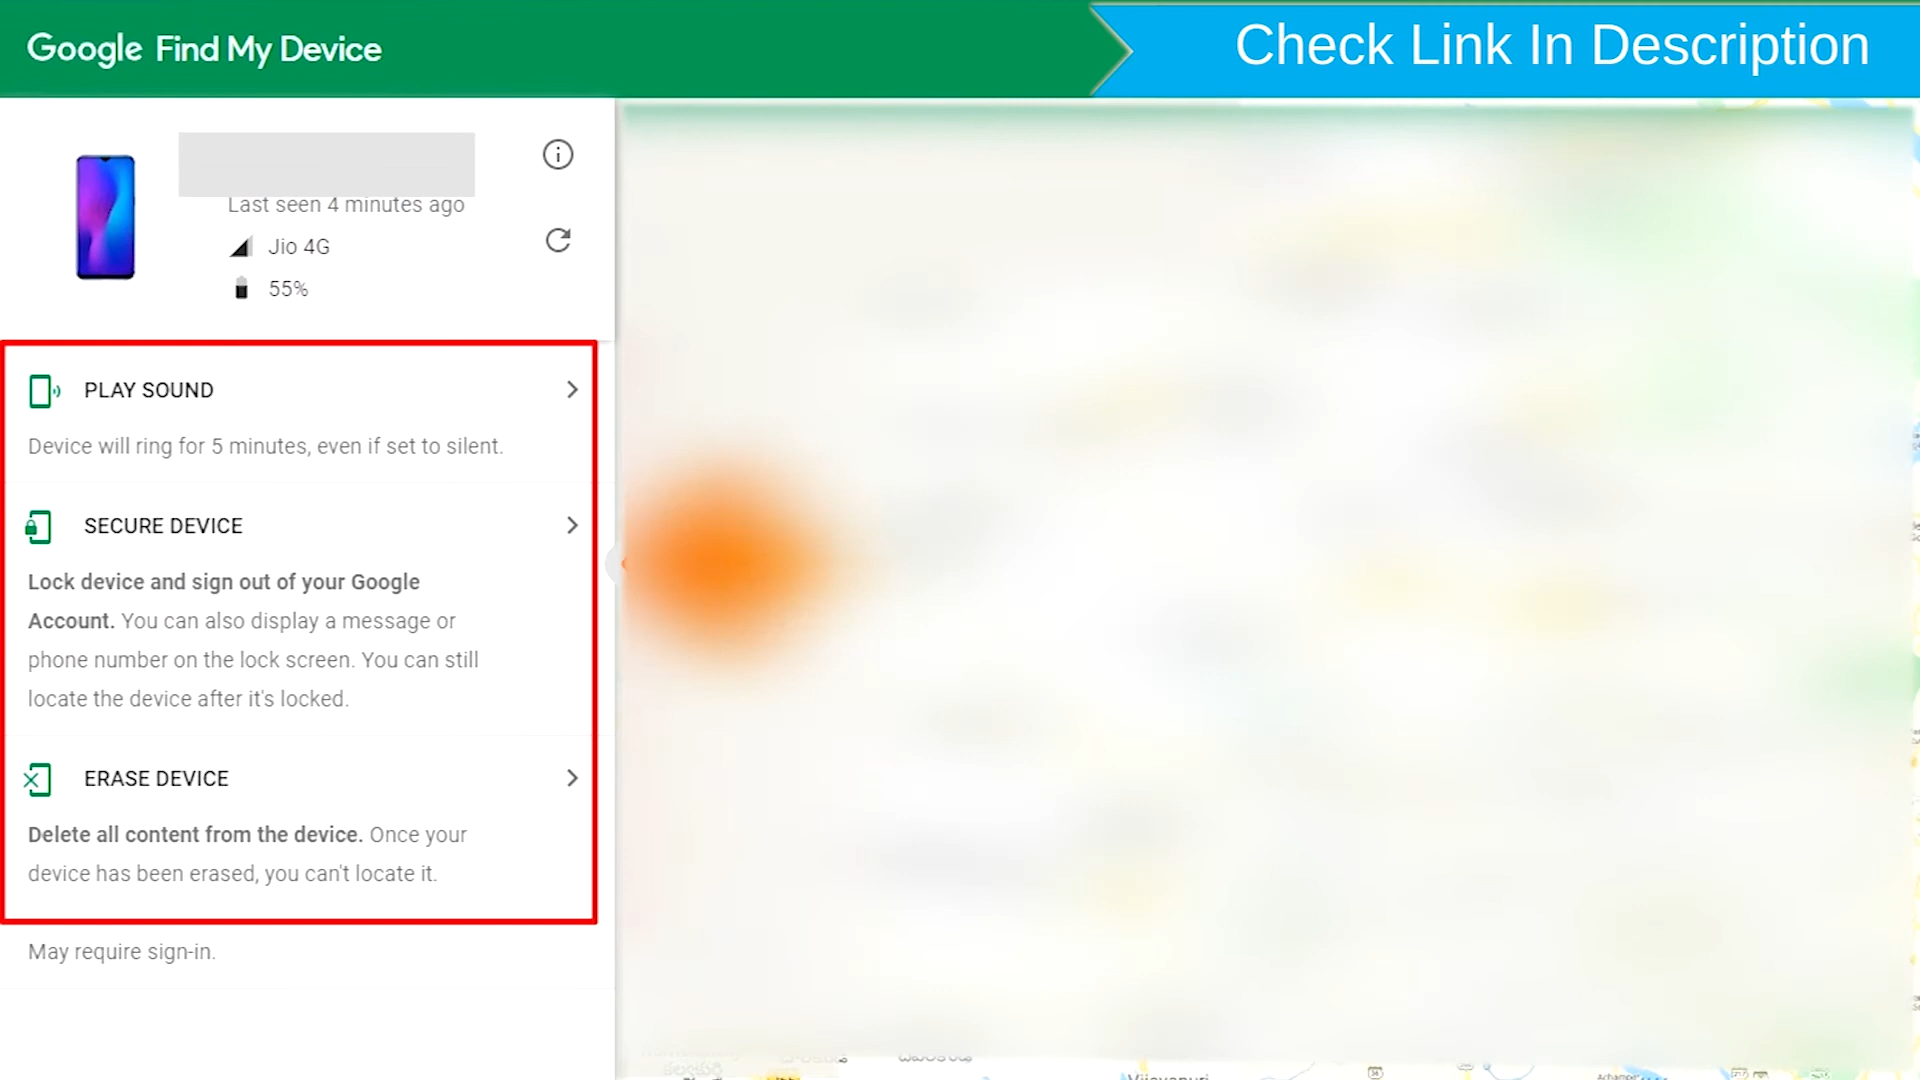 Google Find My Device
Check Link In Description
Last seen 4 minutes ago
Jio 4G
55%
PLAY SOUND
Device will ring for 5 minutes, even if set to silent.
SECURE DEVICE
Lock device and sign out of your Google
Account. You can also display a message or
phone number on the lock screen. You can still
locate the device after it's locked.
ERASE DEVICE
Delete all content from the device. Once your
device has been erased, you can't locate it.
May require sign-in.